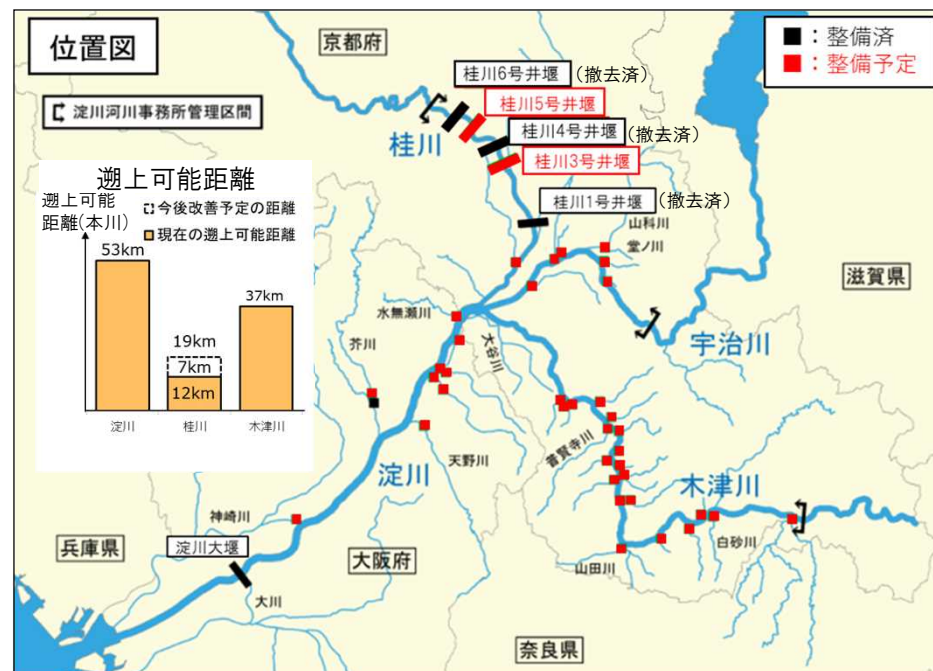 位置図
京都府
■：整備済
■：整備予定
淀川河川事務所管理区間
桂川6号井堰
(撤去済)
桂川5号井堰
桂川4号井堰
(撤去済)
桂川3号井堰
桂川1号井堰
(撤去済)
桂川
山科川
堂ノ川
滋賀県
遡上可能距離
遡上可能
距離(本川)
今後改善予定の距離
現在の遡上可能距離
53km
37km
19km
7km
12km
淀川
桂川
木津川
水無瀬川
芥川
大谷川
宇治川
普賢寺川
天野川
淀川
木津川
神崎川
白砂川
兵庫県
淀川大堰
大阪府
山田川
大川
奈良県